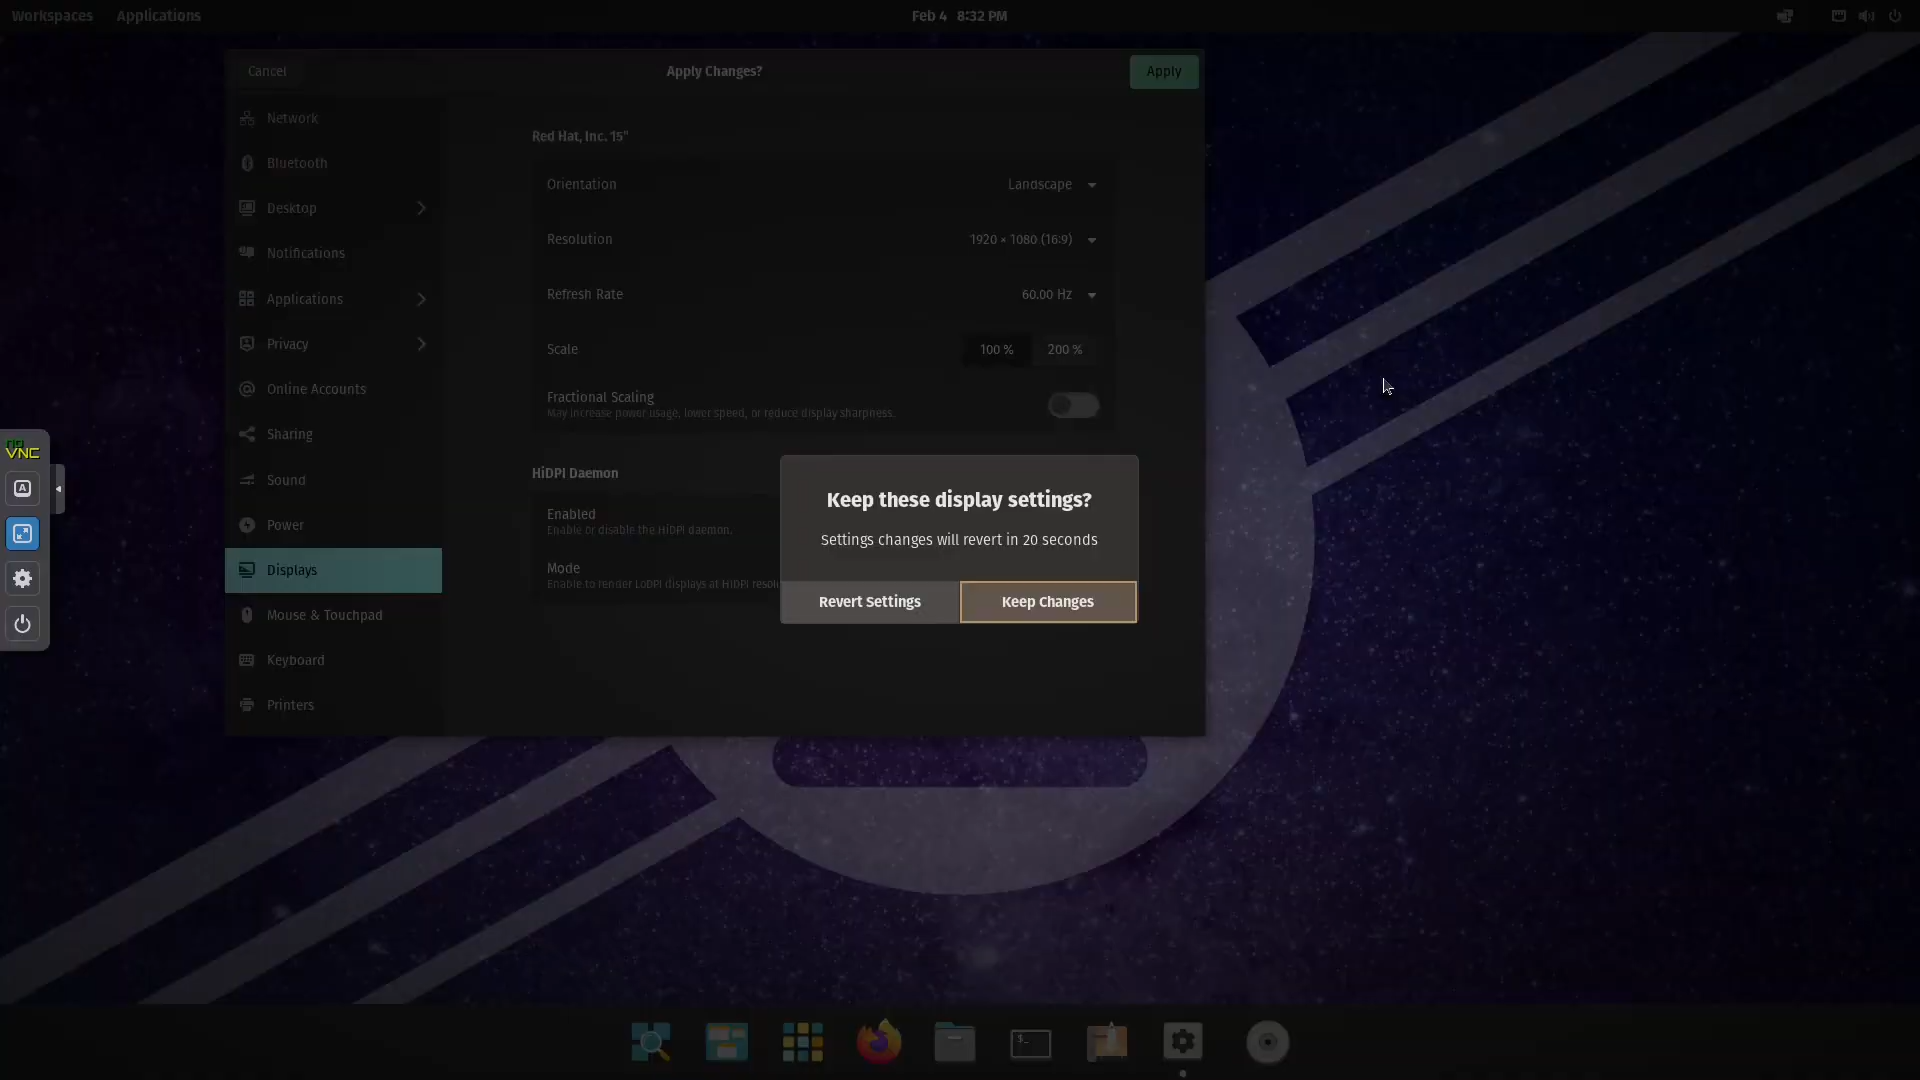 Workspaces Applications Feb 4 8:32 PM
Cancel Apply Changes? Apply
Network
Bluetooth
Desktop
Notifications
Applications
Privacy
Online Accounts
Sharing
Sound
Power
Displays
Mouse & Touchpad
Keyboard
Printers
Red Hat, Inc. 15"
Orientation Landscape
Resolution 1920 × 1080 (16:9)
Refresh Rate 60.00 Hz
Scale 100 % 200 %
Fractional Scaling
May increase power usage, lower speed, or reduce display sharpness.
HiDPI Daemon
Enabled
Enable or disable the HiDPI daemon.
Mode
Enable to render LoDPI displays at HiDPI resol
Keep these display settings?
Settings changes will revert in 20 seconds
Revert Settings Keep Changes
no
VNC
A
$_